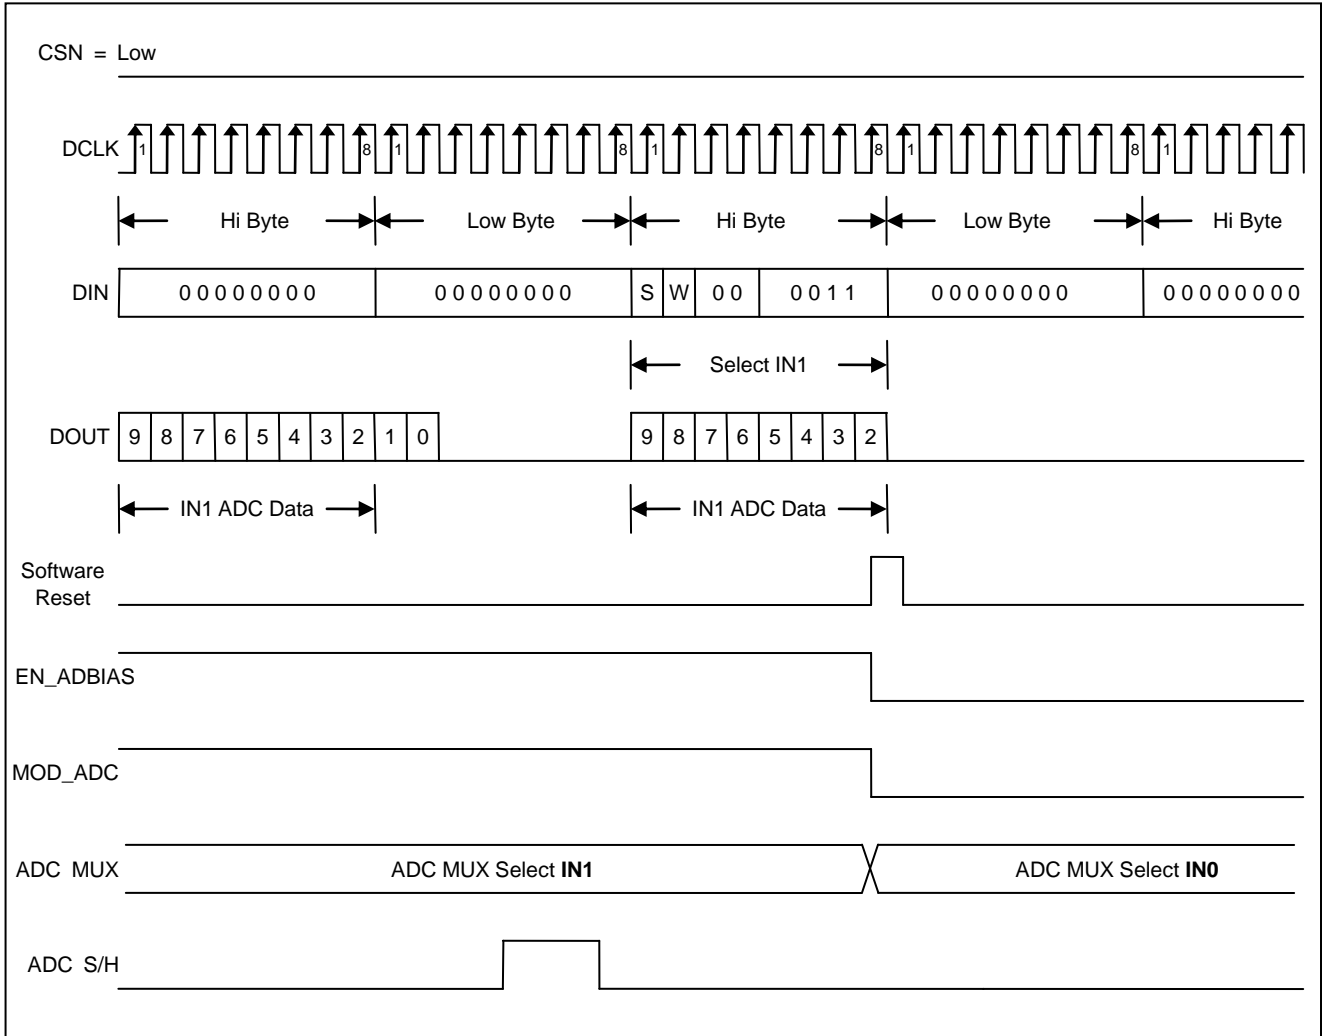 CSN = Low
DCLK 1 8 1 8 1 8 1 8 1
Hi Byte Low Byte Hi Byte Low Byte Hi Byte
DIN 0 0 0 0 0 0 0 0 0 0 0 0 0 0 0 0 S W 0 0 0 0 1 1 0 0 0 0 0 0 0 0 0 0 0 0 0 0 0 0
Select IN1
DOUT 9 8 7 6 5 4 3 2 1 0 9 8 7 6 5 4 3 2
IN1 ADC Data IN1 ADC Data
Software
Reset
EN_ADBIAS
MOD_ADC
ADC MUX ADC MUX Select IN1 ADC MUX Select IN0
ADC S/H